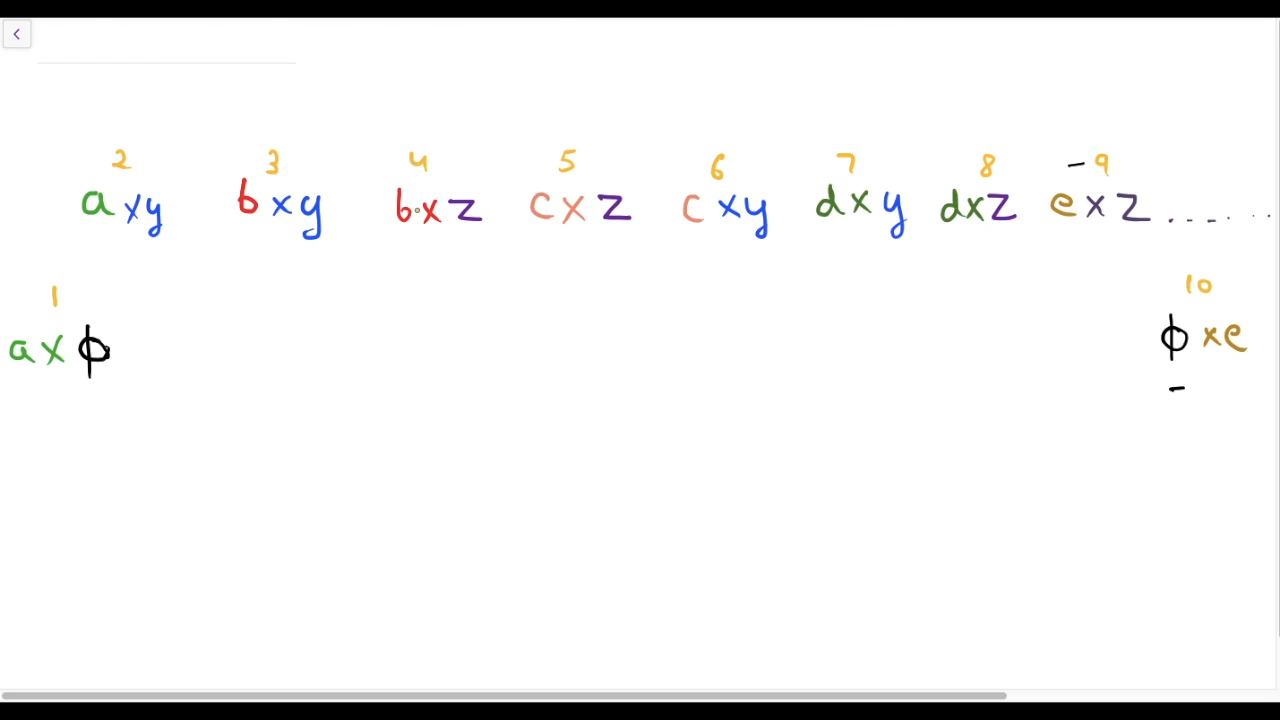 2 3 4 5 6 7 8 - 9
a x y b x y b x z c x z c x y d x y d x z e x z . . . . . .
1 10
a x ϕ ϕ x e
-